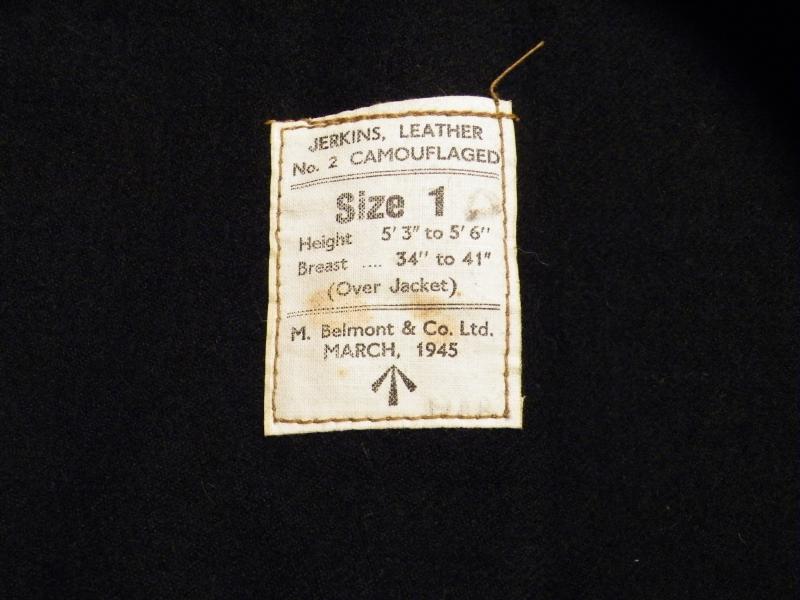 JERKINS, LEATHER
No. 2 CAMOUFLAGED
Size 1
Height 5' 3" to 5' 6"
Breast .... 34" to 41"
(Over Jacket)
M. Belmont & Co. Ltd.
MARCH, 1945